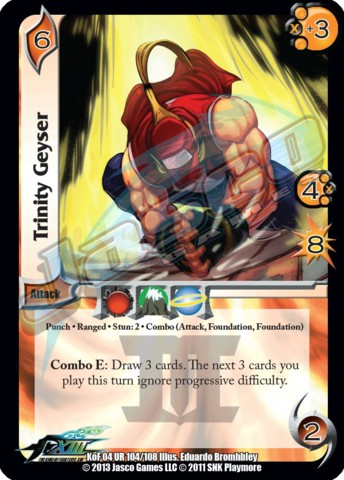 6
+3
Trinity Geyser
4
8
Attack
Punch • Ranged • Stun: 2 • Combo (Attack, Foundation, Foundation)
Combo E: Draw 3 cards. The next 3 cards you
play this turn ignore progressive difficulty.
XIII
2
KoF 04 UR 104/108 Illus. Eduardo Bromhbley
© 2013 Jasco Games LLC © 2011 SNK Playmore